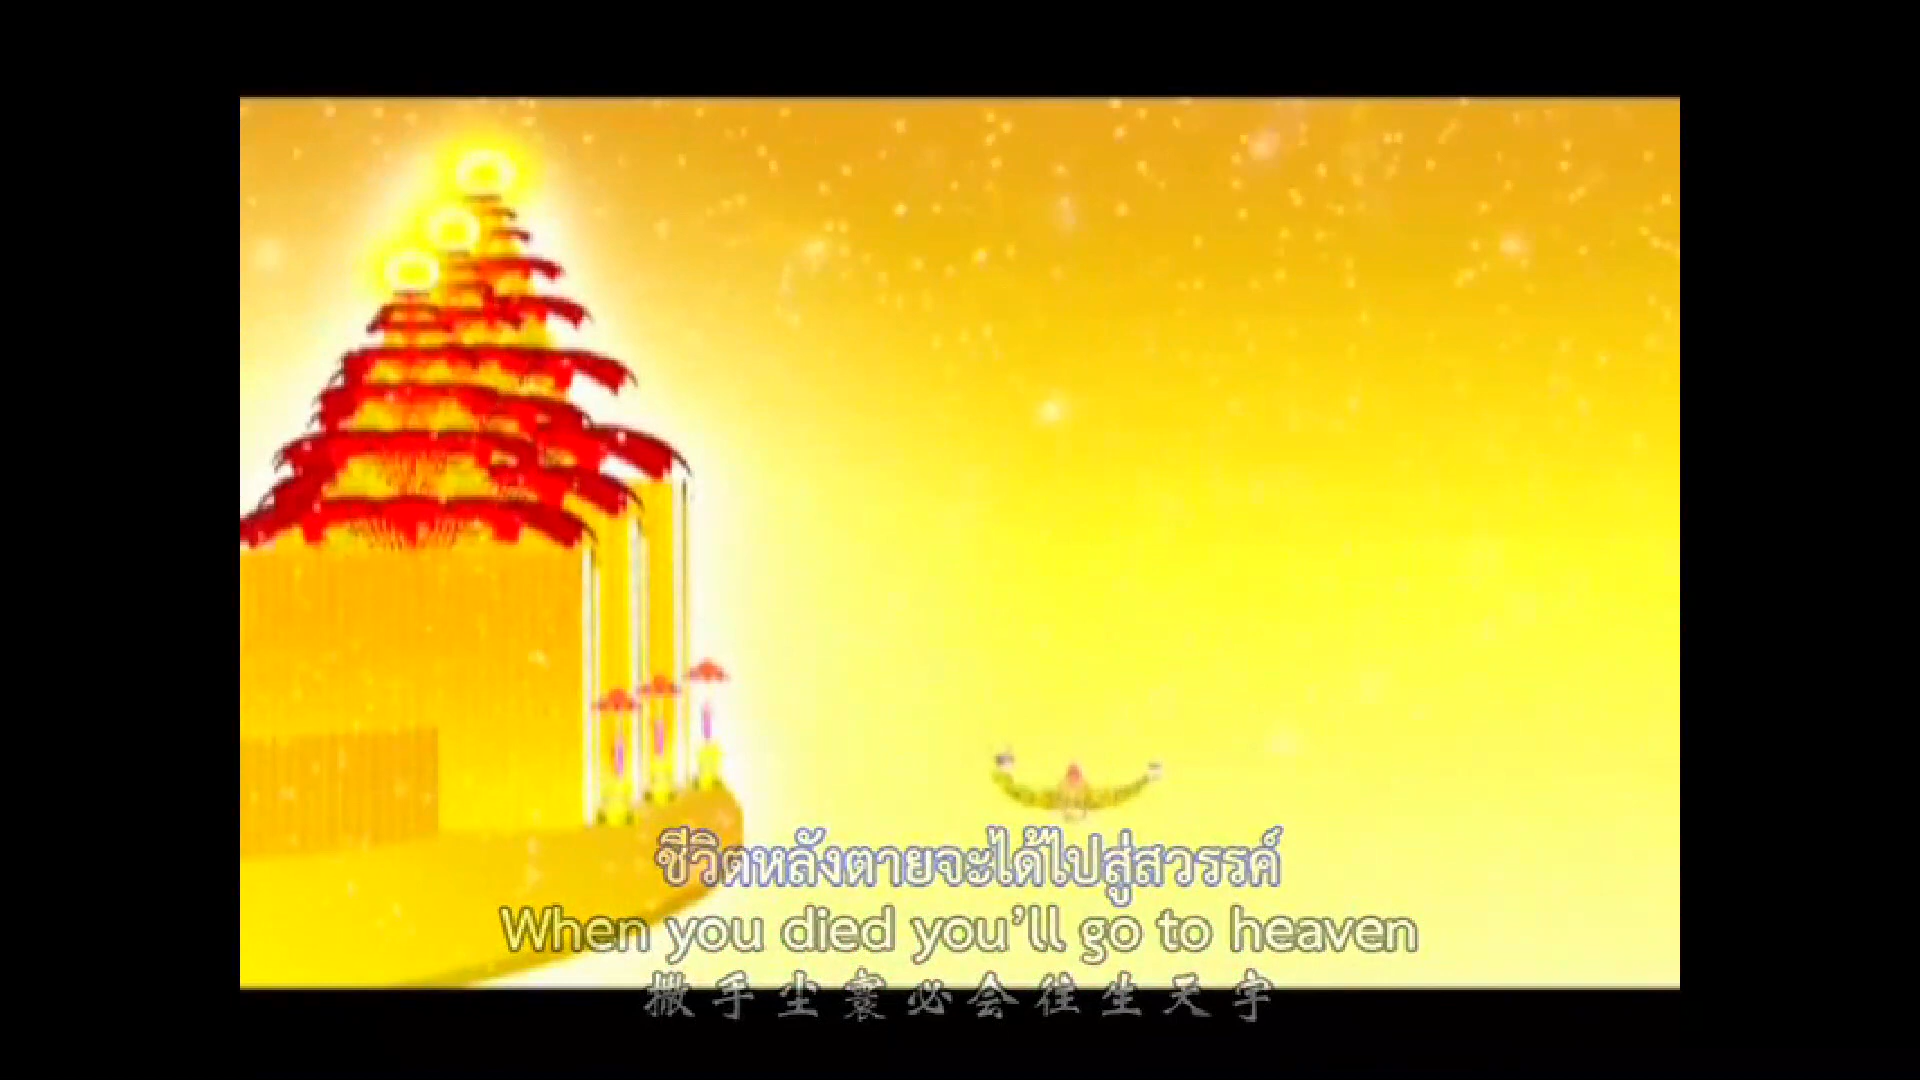 ชีวิตหลังตายจะได้ไปสู่สวรรค์
When you died you'll go to heaven
撒手尘寰必会往生天宇